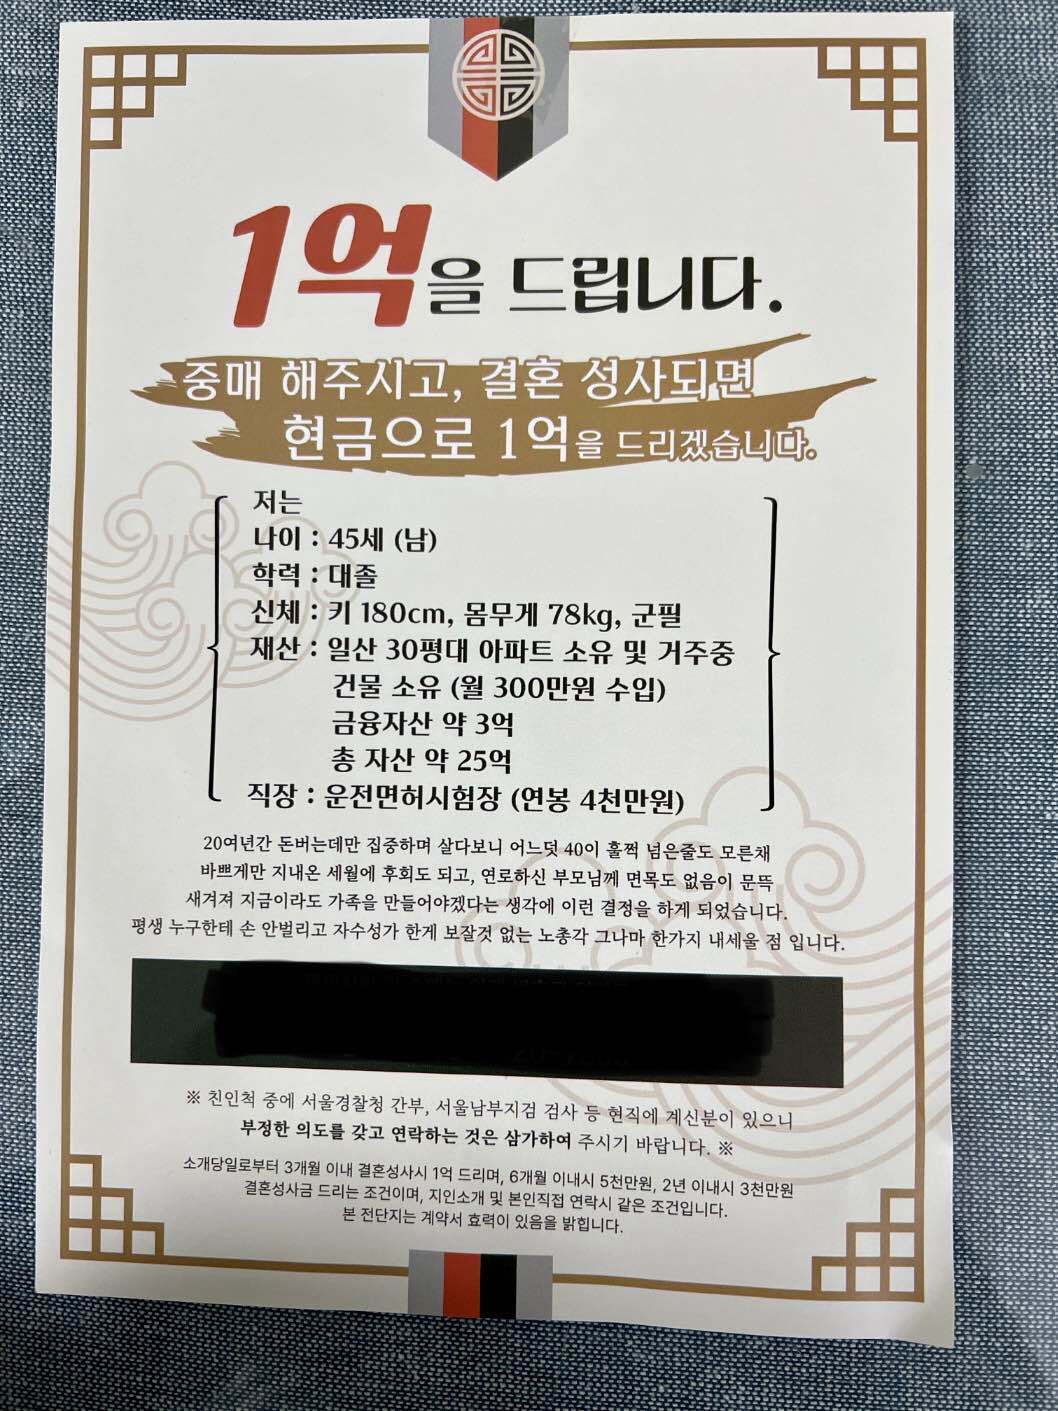 1억을 드립니다.
중매 해주시고, 결혼 성사되면
현금으로 1억을 드리겠습니다.
저는
나이 : 45세 (남)
학력 : 대졸
신체 : 키 180cm, 몸무게 78kg, 군필
재산 : 일산 30평대 아파트 소유 및 거주중
건물 소유 (월 300만원 수입)
금융자산 약 3억
총 자산 약 25억
직장 : 운전면허시험장 (연봉 4천만원)
20여년간 돈버는데만 집중하며 살다보니 어느덧 40이 훌쩍 넘은줄도 모른채
바쁘게만 지내온 세월에 후회도 되고, 연로하신 부모님께 면목도 없음이 문뜩
새겨져 지금이라도 가족을 만들어야겠다는 생각에 이런 결정을 하게 되었습니다.
평생 누구한테 손 안벌리고 자수성가 한게 보잘것 없는 노총각 그나마 한가지 내세울 점 입니다.
※ 친인척 중에 서울경찰청 간부, 서울남부지검 검사 등 현직에 계신분이 있으니
부정한 의도를 갖고 연락하는 것은 삼가하여 주시기 바랍니다. ※
소개당일로부터 3개월 이내 결혼성사시 1억 드리며, 6개월 이내시 5천만원, 2년 이내시 3천만원
결혼성사금 드리는 조건이며, 지인소개 및 본인직접 연락시 같은 조건입니다.
본 전단지는 계약서 효력이 있음을 밝힙니다.